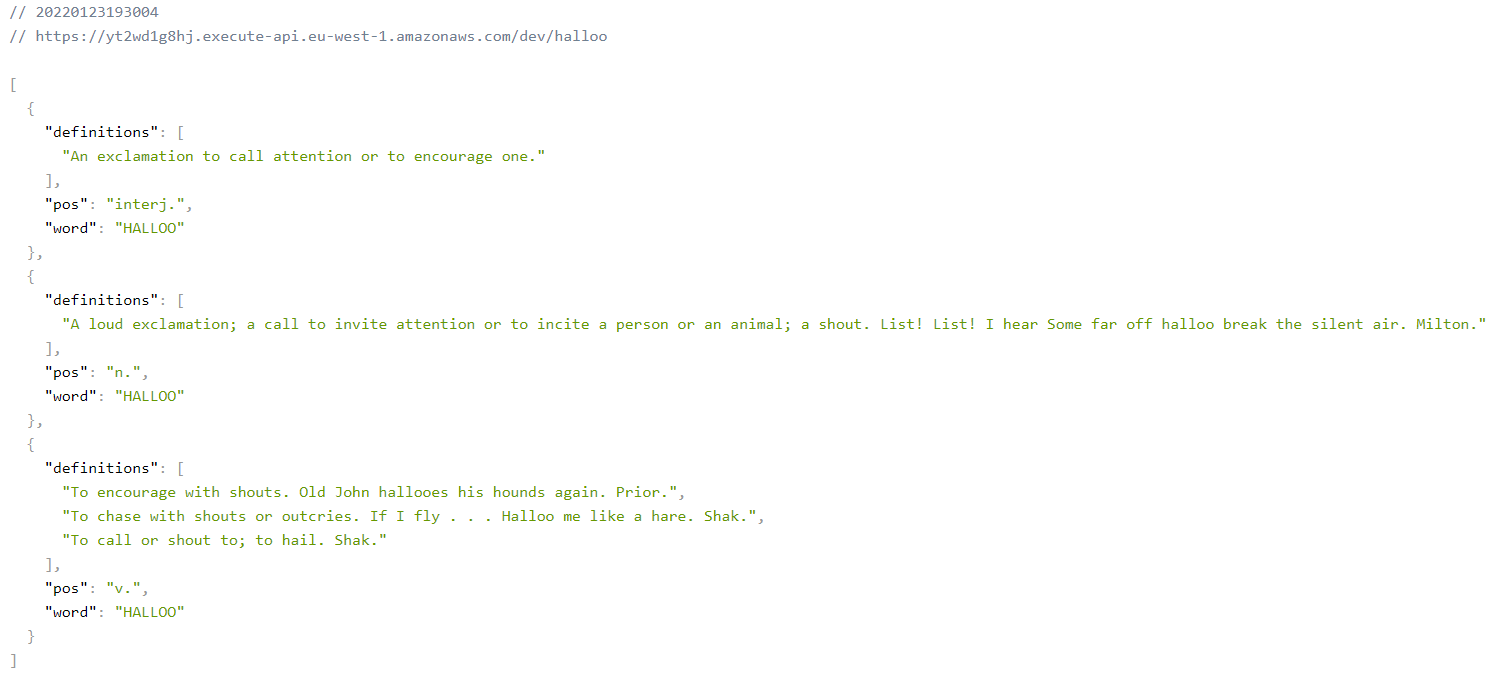 // 20220123193004
// https://yt2wd1g8hj.execute-api.eu-west-1.amazonaws.com/dev/halloo

[
  {
    "definitions": [
      "An exclamation to call attention or to encourage one."
    ],
    "pos": "interj.",
    "word": "HALLOO"
  },
  {
    "definitions": [
      "A loud exclamation; a call to invite attention or to incite a person or an animal; a shout. List! List! I hear Some far off halloo break the silent air. Milton."
    ],
    "pos": "n.",
    "word": "HALLOO"
  },
  {
    "definitions": [
      "To encourage with shouts. Old John hallooes his hounds again. Prior.",
      "To chase with shouts or outcries. If I fly . . . Halloo me like a hare. Shak.",
      "To call or shout to; to hail. Shak."
    ],
    "pos": "v.",
    "word": "HALLOO"
  }
]